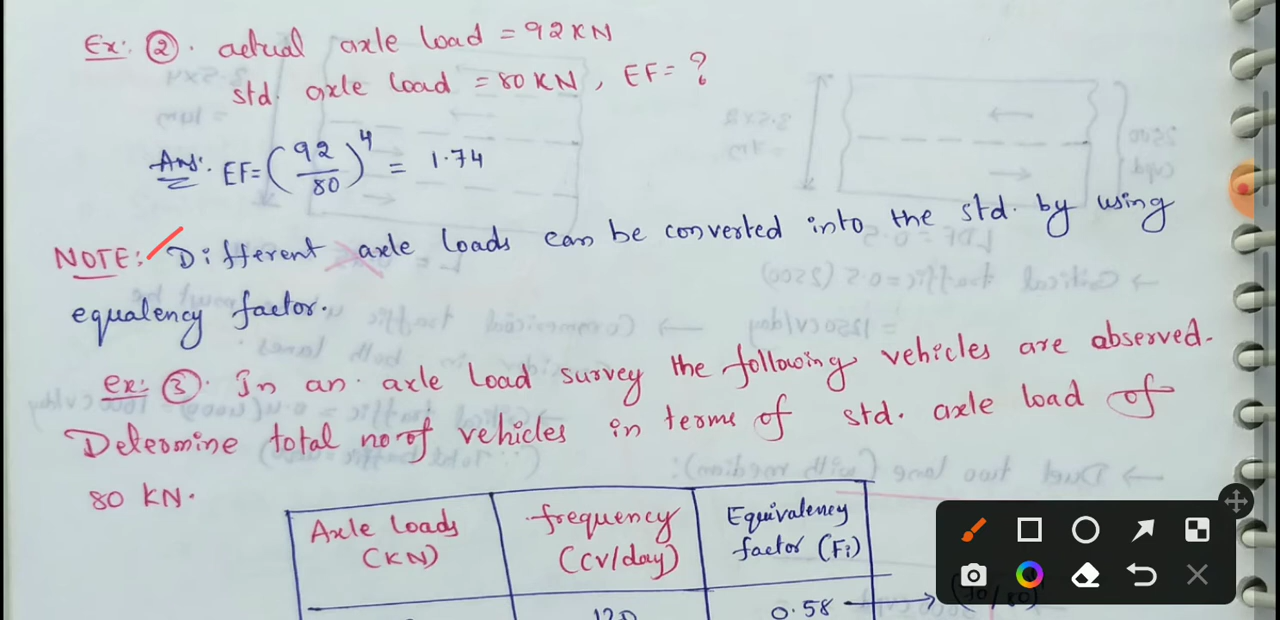 Ex: ②. actual axle load = 92 KN
std. axle load = 80 KN, EF = ?
Ans: EF = (92/80)^4 = 1.74
NOTE: Different axle loads can be converted into the std. by using
equalency factor.
ex: ③. In an axle load survey the following vehicles are observed.
Determine total no of vehicles in terms of std. axle load of
80 KN.
Axle loads (KN) frequency (CV/day) Equivalency factor (Fi)
120 0.58 →